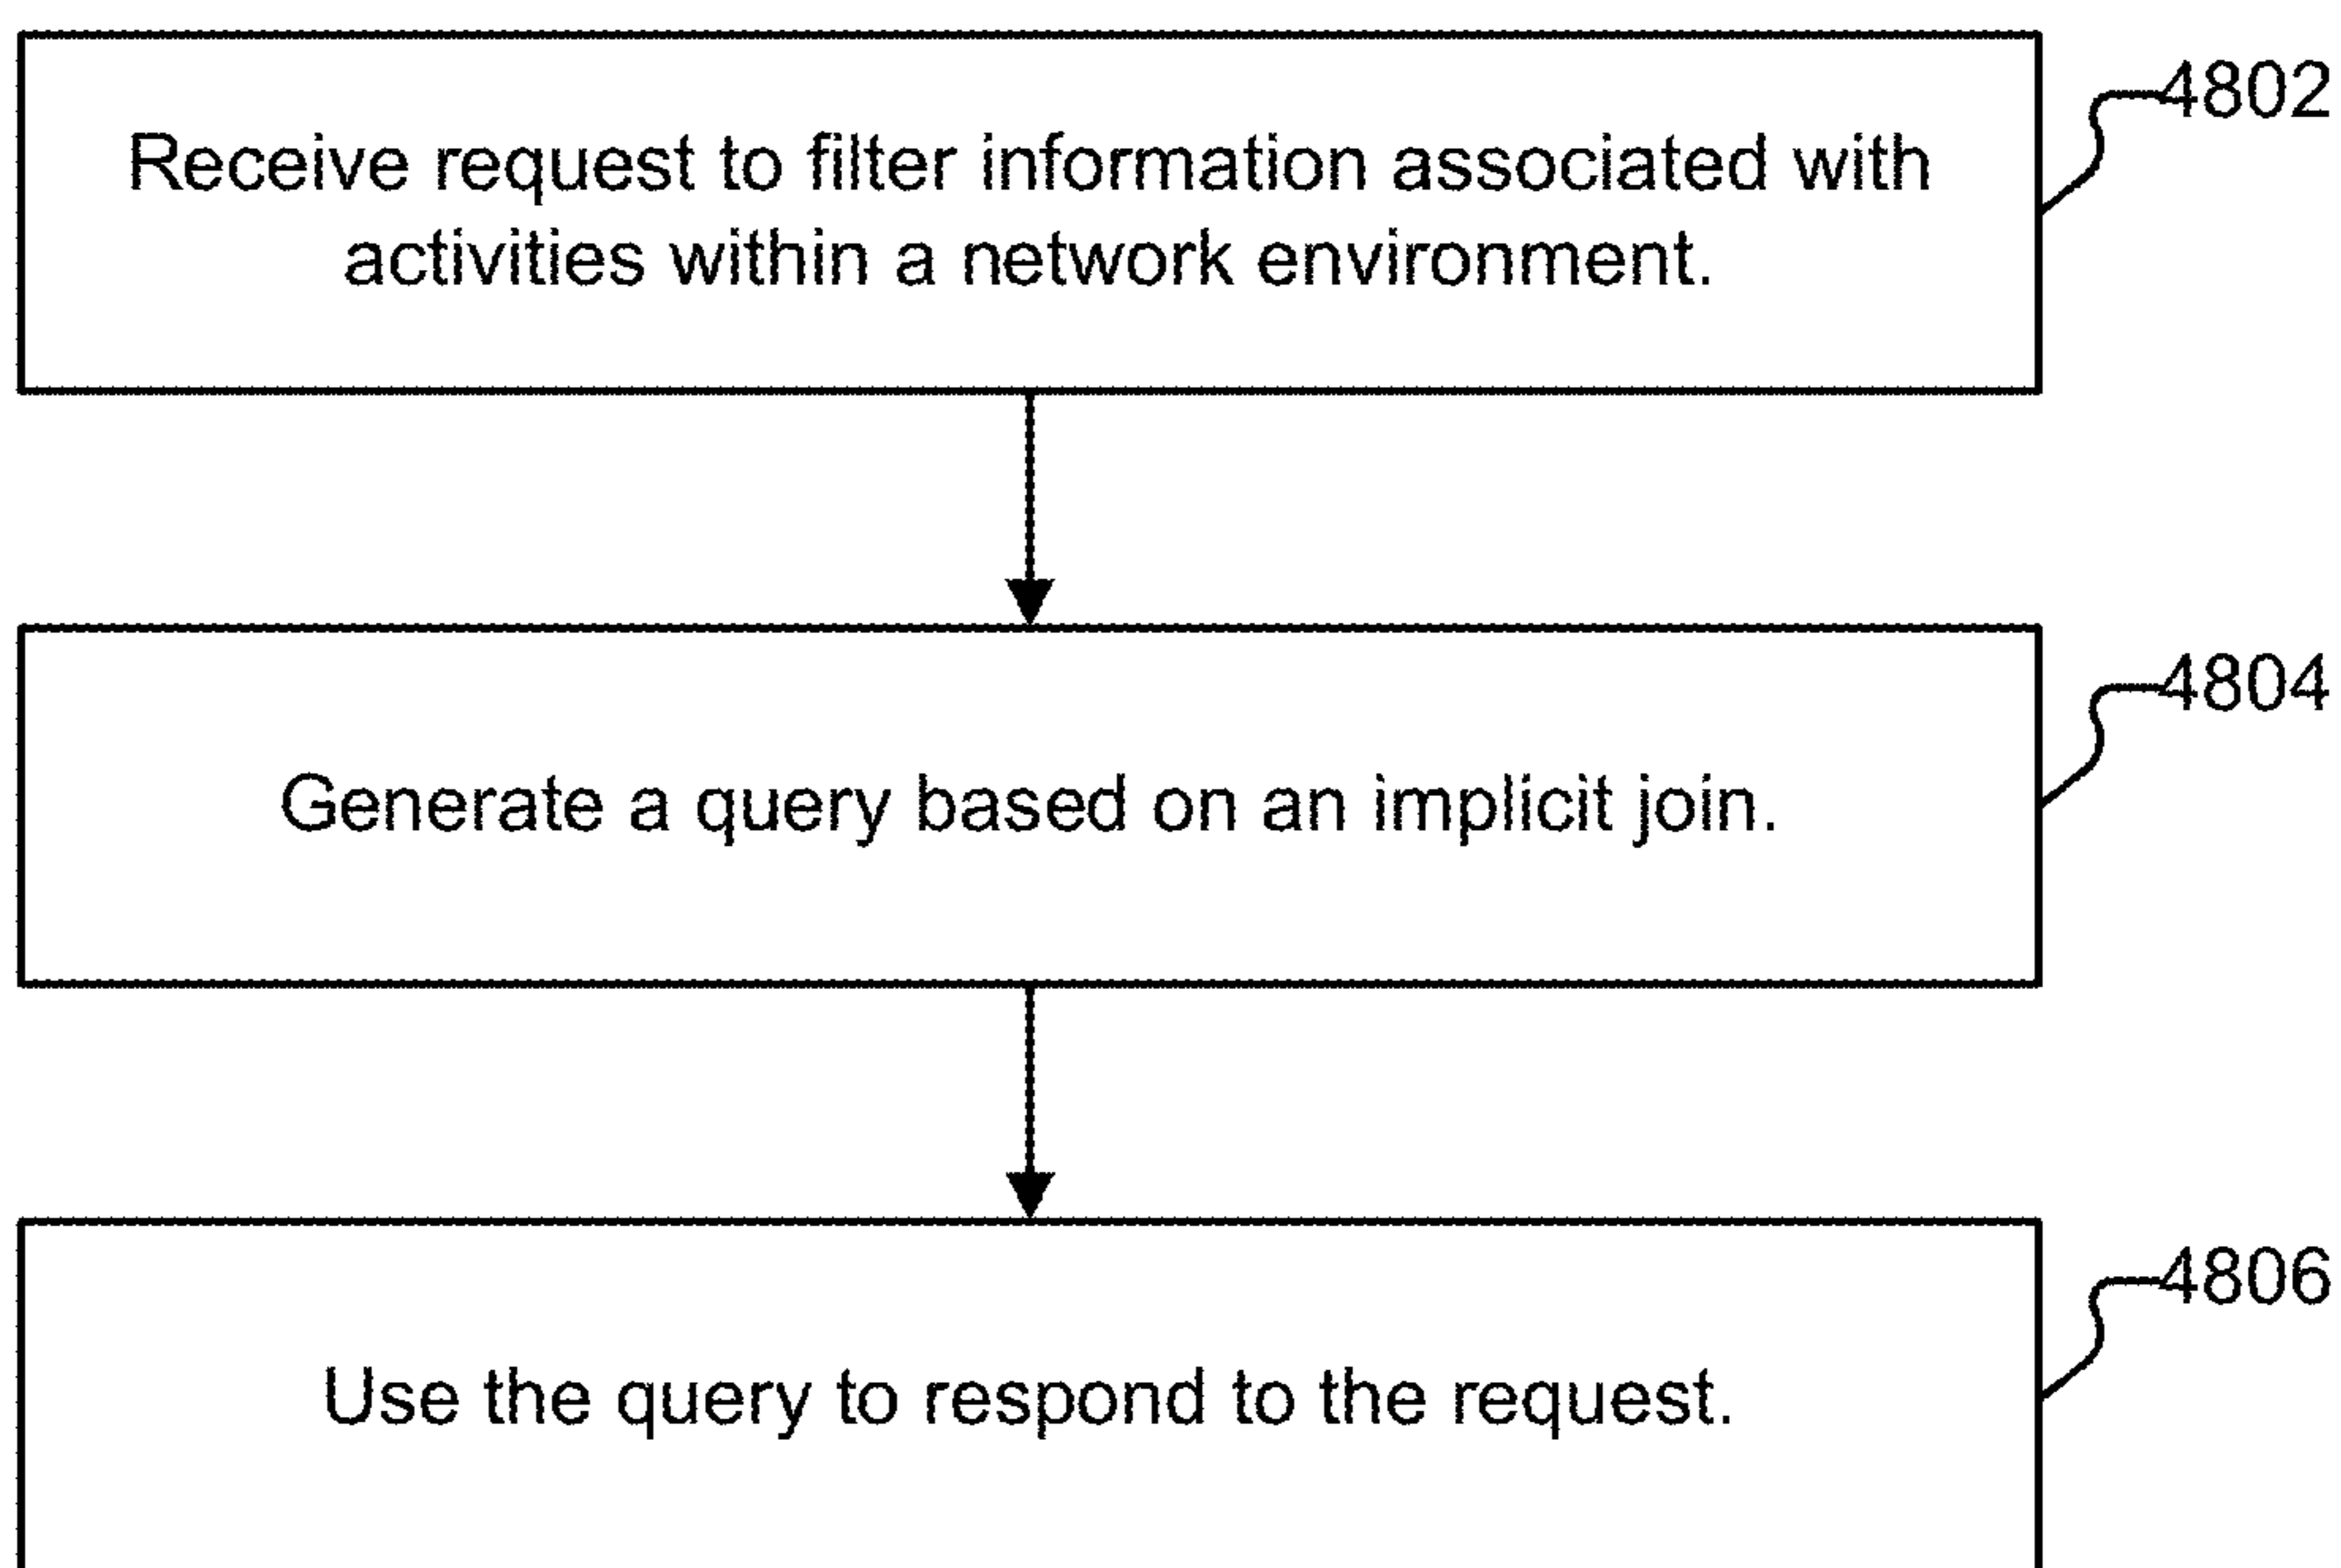 4802
Receive request to filter information associated with
activities within a network environment.
4804
Generate a query based on an implicit join.
4806
Use the query to respond to the request.